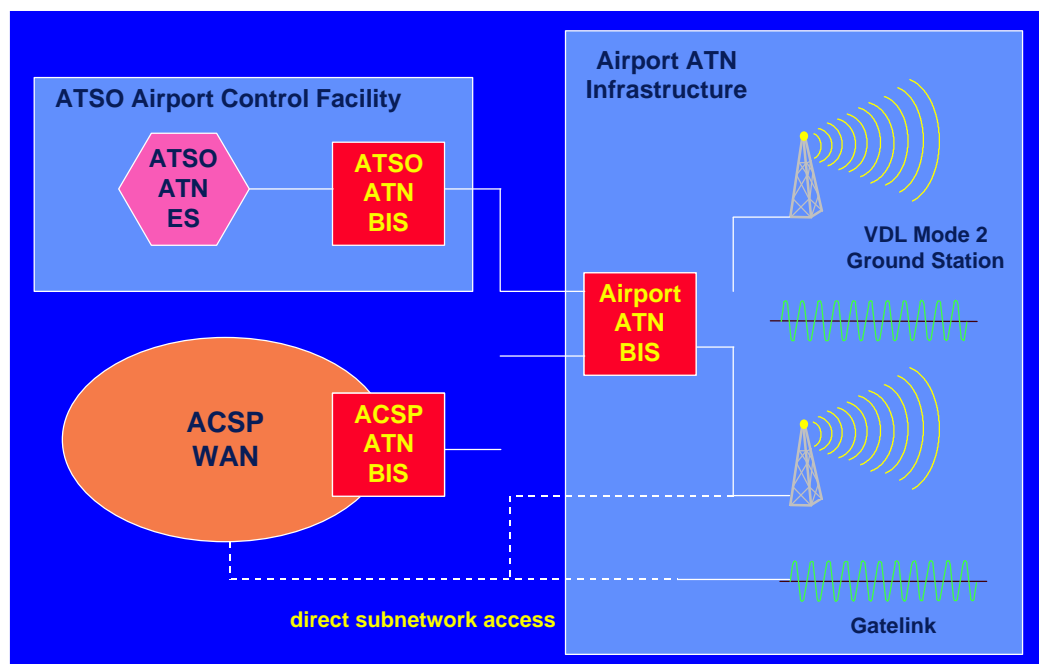 ATSO Airport Control Facility
ATSO
ATN
ES
ATSO
ATN
BIS
Airport ATN
Infrastructure
VDL Mode 2
Ground Station
Airport
ATN
BIS
ACSP
WAN
ACSP
ATN
BIS
direct subnetwork access
Gatelink